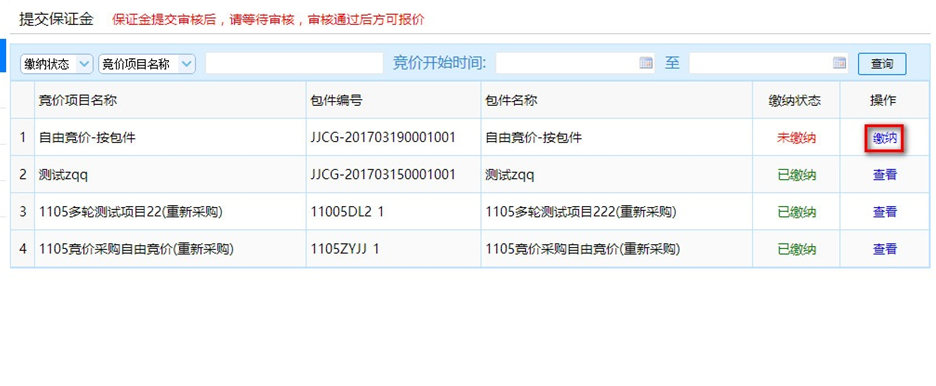 提交保证金 保证金提交审核后，请等待审核，审核通过后方可报价
缴纳状态 竞价项目名称 竞价开始时间: 至 查询
竞价项目名称 包件编号 包件名称 缴纳状态 操作
1 自由竞价-按包件 JJCG-201703190001001 自由竞价-按包件 未缴纳 缴纳
2 测试zqq JJCG-201703150001001 测试zqq 已缴纳 查看
3 1105多轮测试项目22(重新采购) 11005DL2 1 1105多轮测试项目222(重新采购) 已缴纳 查看
4 1105竞价采购自由竞价(重新采购) 1105ZYJJ 1 1105竞价采购自由竞价(重新采购) 已缴纳 查看